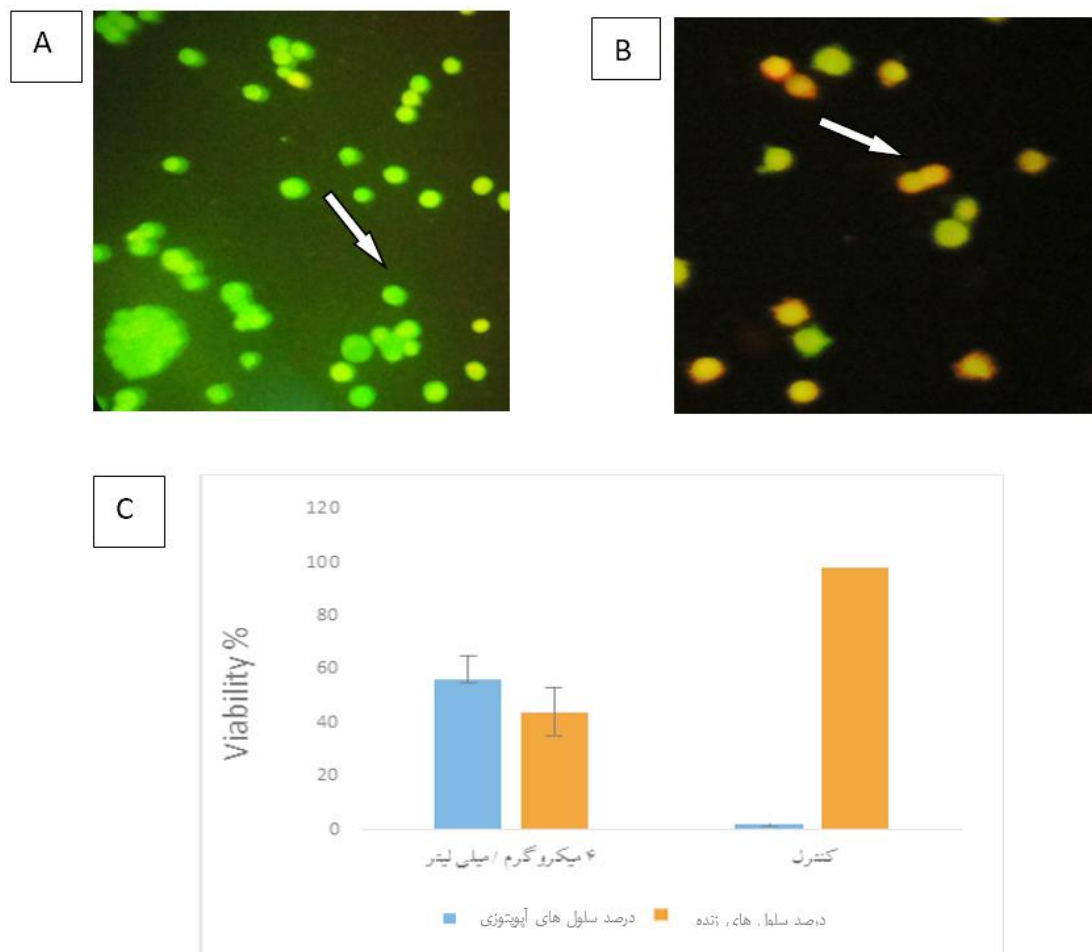 A
B
C
120
100
80
60
40
20
0
Viability %
۴ میکروگرم / میلی لیتر
کنترل
درصد سلول های آپوپتوزی
درصد سلول های زنده